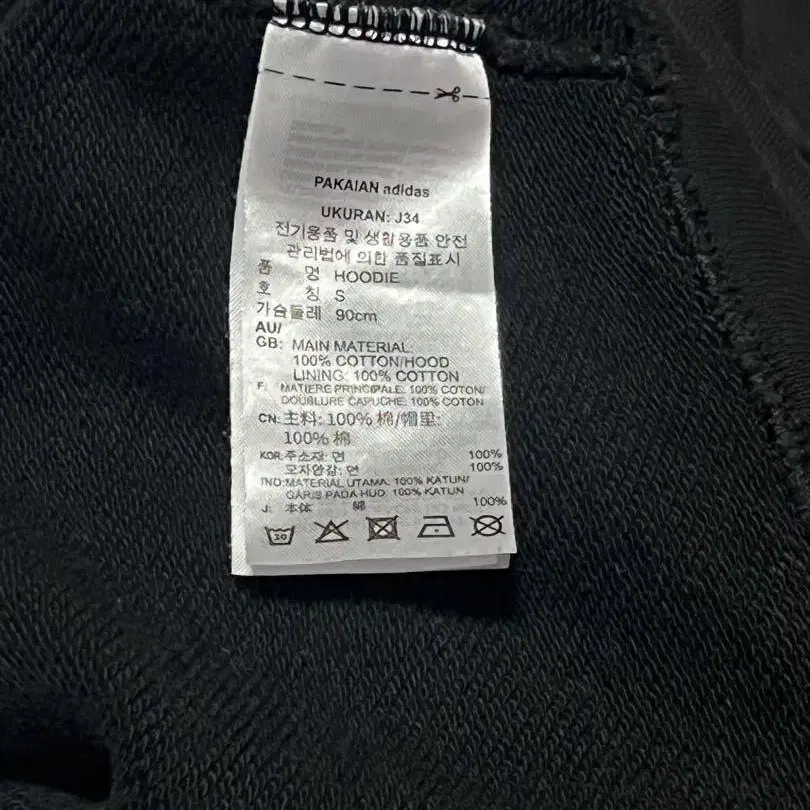 PAKAIAN adidas
UKURAN: J34
전기용품 및 생활용품 안전
관리법에 의한 품질표시
품 명 HOODIE
호 칭 S
가슴둘레 90cm
AU/
GB: MAIN MATERIAL:
100% COTTON/HOOD
LINING: 100% COTTON
F: MATIERE PRINCIPALE: 100% COTON/
DOUBLURE CAPUCHE: 100% COTON
CN: 主料: 100% 棉/帽里:
100% 棉
KOR: 주소재: 면 100%
모자안감: 면 100%
IND: MATERIAL UTAMA: 100% KATUN/
GARIS PADA HUD: 100% KATUN
J: 本体 綿 100%
30